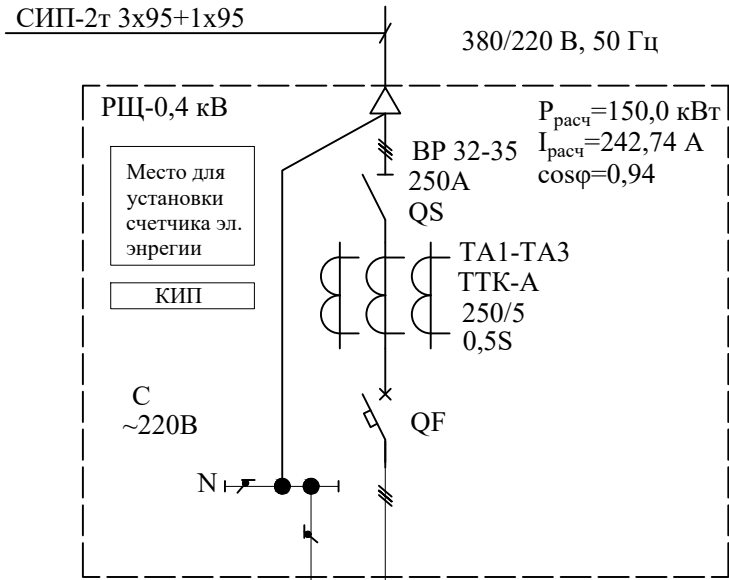 СИП-2т 3х95+1х95
380/220 В, 50 Гц
РЩ-0,4 кВ
Pрасч=150,0 кВт
Iрасч=242,74 А
cosφ=0,94
ВР 32-35
250А
QS
Место для
установки
счетчика эл.
энрегии
КИП
ТА1-ТА3
ТТК-А
250/5
0,5S
С
~220В
QF
N